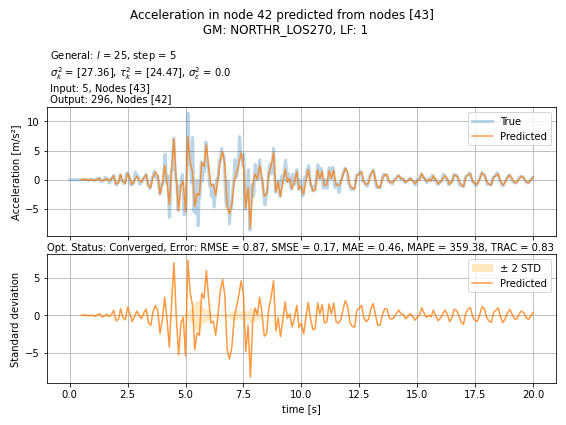 Acceleration in node 42 predicted from nodes [43]
GM: NORTHR_LOS270, LF: 1
General: l = 25, step = 5
σ²ₖ = [27.36], τ²ₖ = [24.47], σ²ε = 0.0
Input: 5, Nodes [43]
Output: 296, Nodes [42]
Acceleration [m/s²]
10
5
0
−5
True
Predicted
Opt. Status: Converged, Error: RMSE = 0.87, SMSE = 0.17, MAE = 0.46, MAPE = 359.38, TRAC = 0.83
Standard deviation
5
0
−5
± 2 STD
Predicted
0.0 2.5 5.0 7.5 10.0 12.5 15.0 17.5 20.0
time [s]